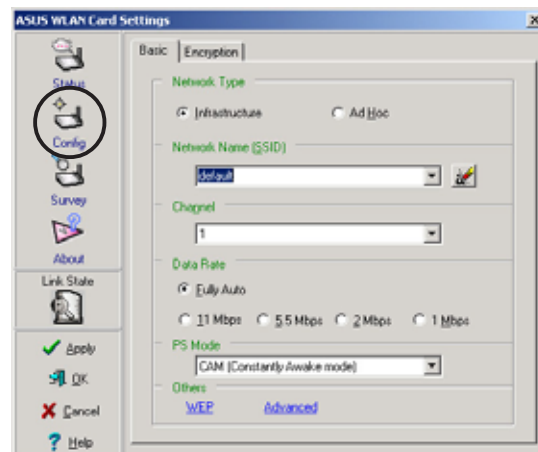 ASUS WLAN Card Settings
Status
Config
Survey
About
Link State
Apply
OK
Cancel
Help
Basic
Encryption
Network Type
Infrastructure
Ad Hoc
Network Name (SSID)
default
Channel
1
Data Rate
Fully Auto
11 Mbps
5.5 Mbps
2 Mbps
1 Mbps
PS Mode
CAM (Constantly Awake mode)
Others
WEP
Advanced